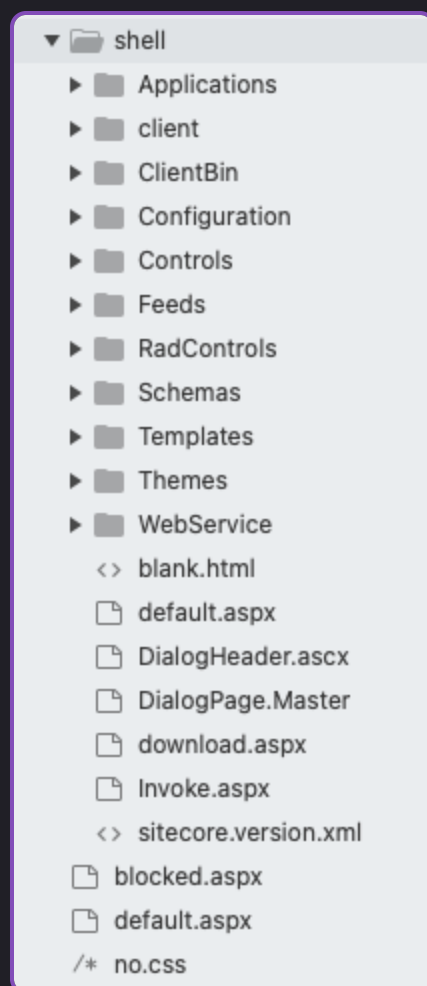 shell
Applications
client
ClientBin
Configuration
Controls
Feeds
RadControls
Schemas
Templates
Themes
WebService
<> blank.html
default.aspx
DialogHeader.ascx
DialogPage.Master
download.aspx
Invoke.aspx
<> sitecore.version.xml
blocked.aspx
default.aspx
/* no.css